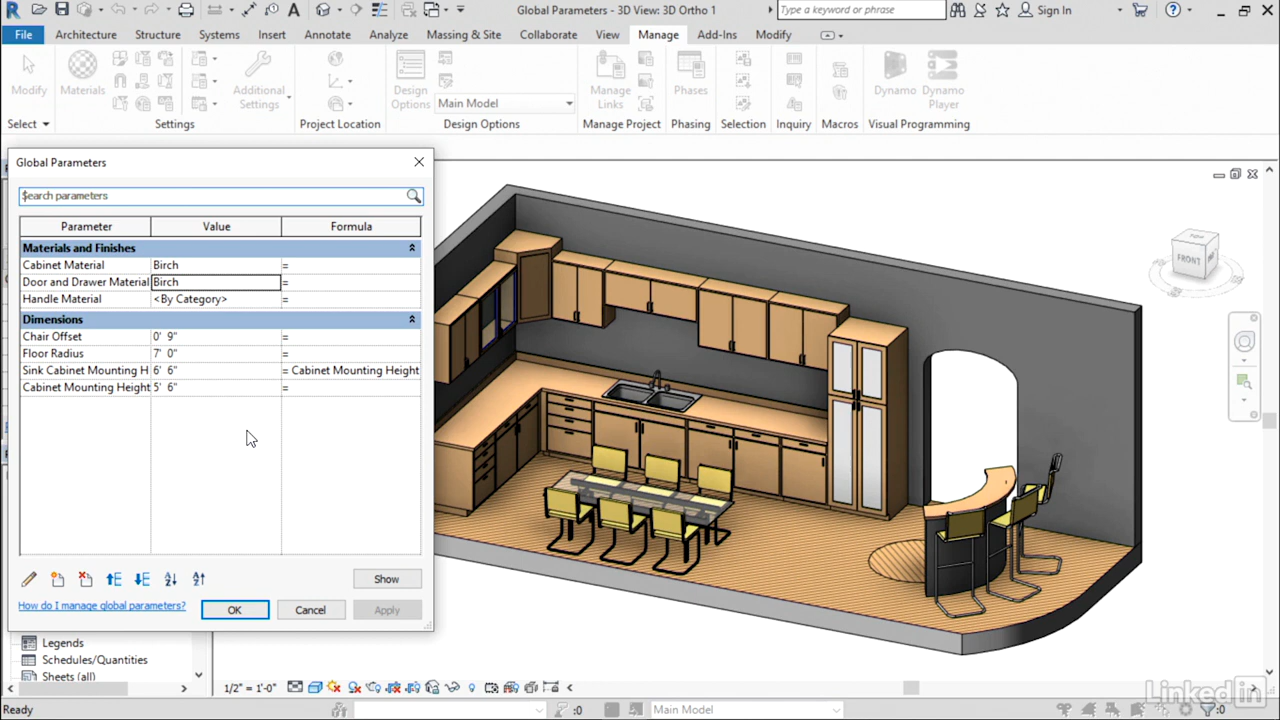 Global Parameters - 3D View: 3D Ortho 1
Type a keyword or phrase
Sign In
File
Architecture
Structure
Systems
Insert
Annotate
Analyze
Massing & Site
Collaborate
View
Manage
Add-Ins
Modify
Modify
Materials
Additional
Settings
Design
Options
Main Model
Manage
Links
Phases
Dynamo
Dynamo
Player
Select
Settings
Project Location
Design Options
Manage Project
Phasing
Selection
Inquiry
Macros
Visual Programming
Global Parameters
Search parameters
Parameter Value Formula
Materials and Finishes
Cabinet Material Birch =
Door and Drawer Material Birch =
Handle Material <By Category> =
Dimensions
Chair Offset 0' 9" =
Floor Radius 7' 0" =
Sink Cabinet Mounting H 6' 6" = Cabinet Mounting Height
Cabinet Mounting Height 5' 6" =
Show
How do I manage global parameters?
OK
Cancel
Apply
FRONT
Legends
Schedules/Quantities
Sheets (all)
1/2" = 1'-0"
Ready
:0
Main Model
:0
LinkedIn